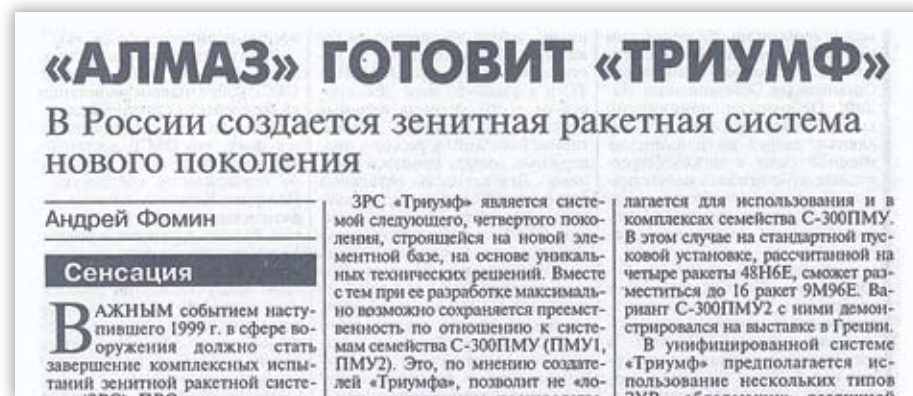 «АЛМАЗ» ГОТОВИТ «ТРИУМФ»
В России создается зенитная ракетная система
нового поколения
Андрей Фомин
Сенсация
ВАЖНЫМ событием насту-
пившего 1999 г. в сфере во-
оружения должно стать
завершение комплексных испы-
таний зенитной ракетной систе-
ЗРС «Триумф» является систе-
мой следующего, четвертого поко-
ления, строящейся на новой эле-
ментной базе, на основе уникаль-
ных технических решений. Вместе
с тем при ее разработке максималь-
но возможно сохраняется преемст-
венность по отношению к систе-
мам семейства С-300ПМУ (ПМУ1,
ПМУ2). Это, по мнению создате-
лей «Триумфа», позволит не «ло-
лагается для использования и в
комплексах семейства С-300ПМУ.
В этом случае на стандартной пус-
ковой установке, рассчитанной на
четыре ракеты 48Н6Е, сможет раз-
меститься до 16 ракет 9М96Е. Ва-
риант С-300ПМУ2 с ними демон-
стрировался на выставке в Греции.
В унифицированной системе
«Триумф» предполагается ис-
пользование нескольких типов